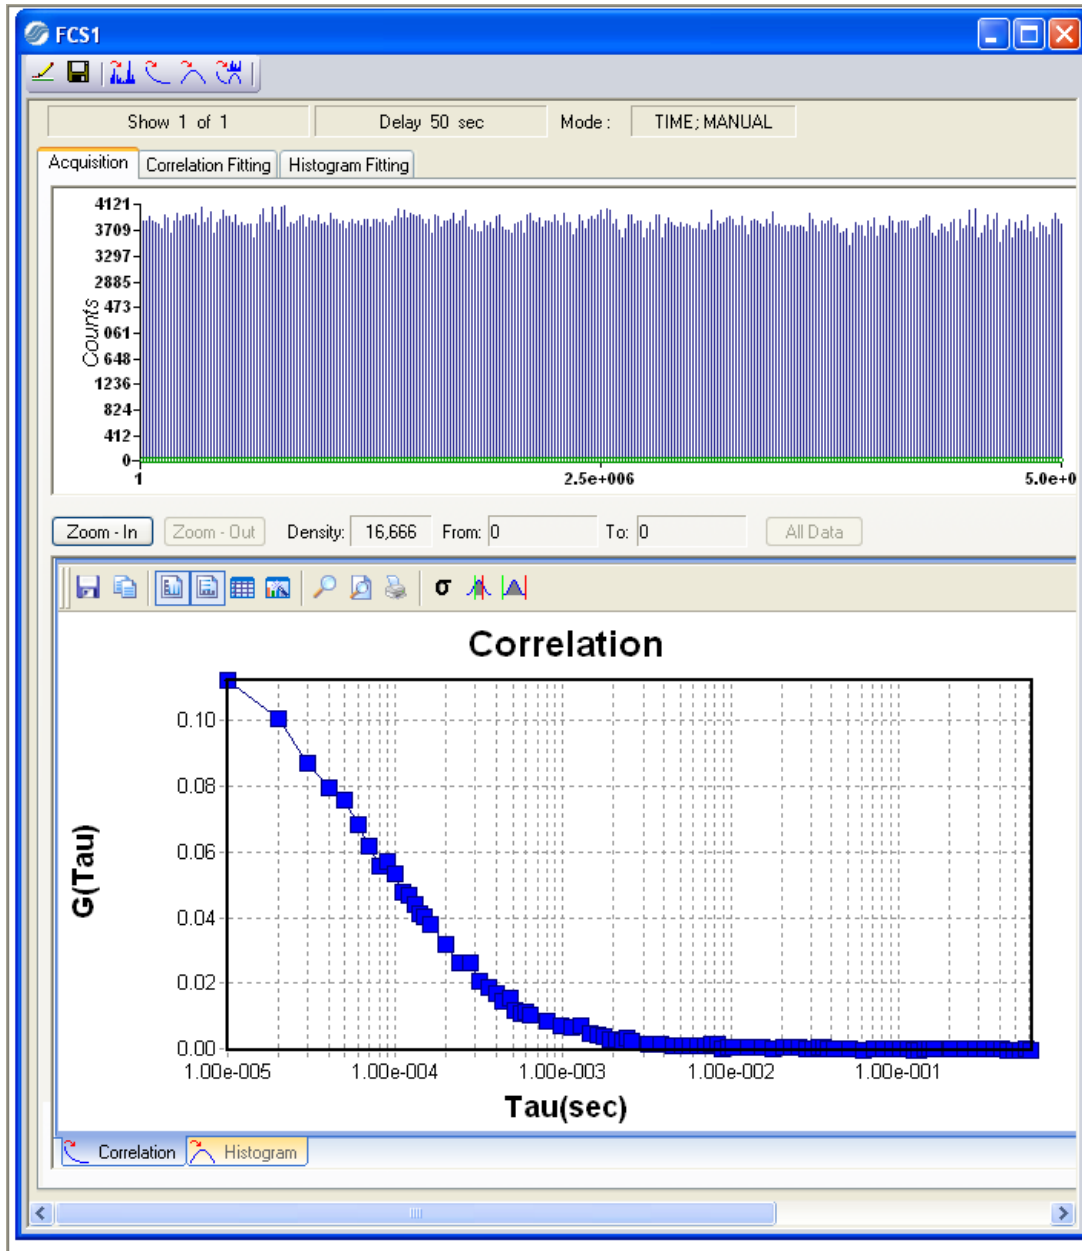 FCS1
Show 1 of 1 Delay 50 sec Mode : TIME; MANUAL
Acquisition Correlation Fitting Histogram Fitting
4121
3709
3297
2885
473
061
648
1236
824
412
0
Counts
1 2.5e+006 5.0e+0
Zoom - In Zoom - Out Density: 16,666 From: 0 To: 0 All Data
σ
Correlation
0.10
0.08
0.06
0.04
0.02
0.00
G(Tau)
1.00e-005 1.00e-004 1.00e-003 1.00e-002 1.00e-001
Tau(sec)
Correlation Histogram